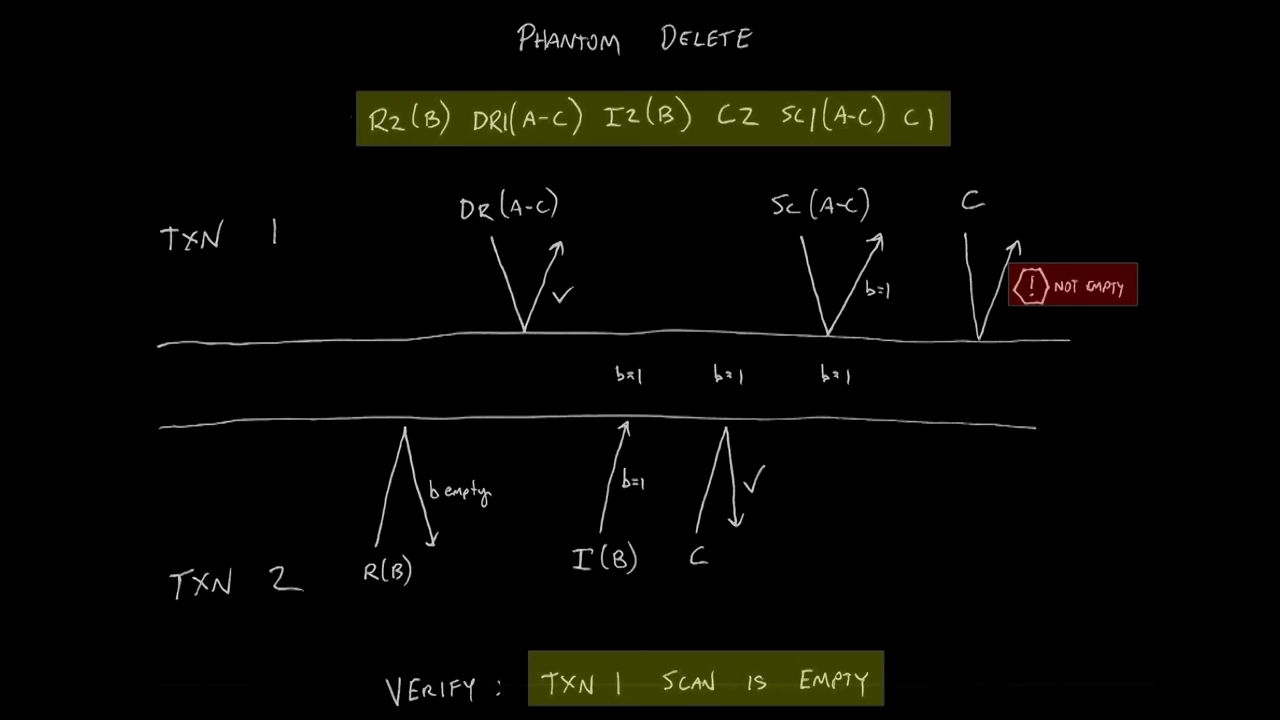 PHANTOM DELETE
R2(B) DR1(A-C) I2(B) C2 SC1(A-C) C1
DR(A-C) SC(A-C) C
TXN 1
b=1
! NOT EMPTY
b=1 b=1 b=1
b empty
b=1
R(B) I(B) C
TXN 2
VERIFY: TXN 1 SCAN IS EMPTY